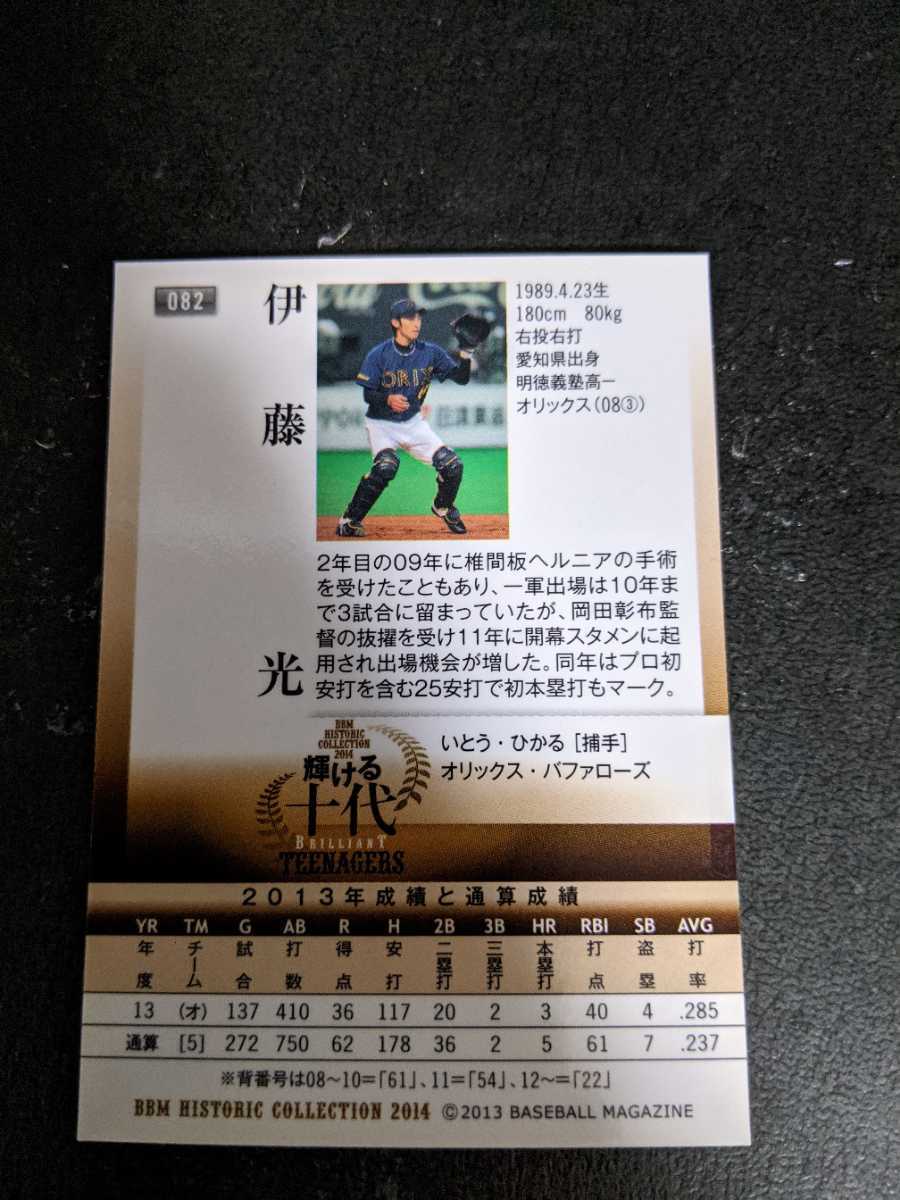 082
伊藤光
1989.4.23生
180cm 80kg
右投右打
愛知県出身
明徳義塾高ー
オリックス(08③)
ORIX
2年目の09年に椎間板ヘルニアの手術
を受けたこともあり、一軍出場は10年ま
で3試合に留まっていたが、岡田彰布監
督の抜擢を受け11年に開幕スタメンに起
用され出場機会が増した。同年はプロ初
安打を含む25安打で初本塁打もマーク。
BBM
HISTORIC
COLLECTION
2014
輝ける
十代
BRILLIANT
TEENAGERS
いとう・ひかる[捕手]
オリックス・バファローズ
2013年成績と通算成績
YR TM G AB R H 2B 3B HR RBI SB AVG
年度 チーム 試合 打数 得点 安打 二塁打 三塁打 本塁打 打点 盗塁 打率
13 (オ) 137 410 36 117 20 2 3 40 4 .285
通算 [5] 272 750 62 178 36 2 5 61 7 .237
※背番号は08〜10=「61」、11=「54」、12〜=「22」
BBM HISTORIC COLLECTION 2014 ©2013 BASEBALL MAGAZINE